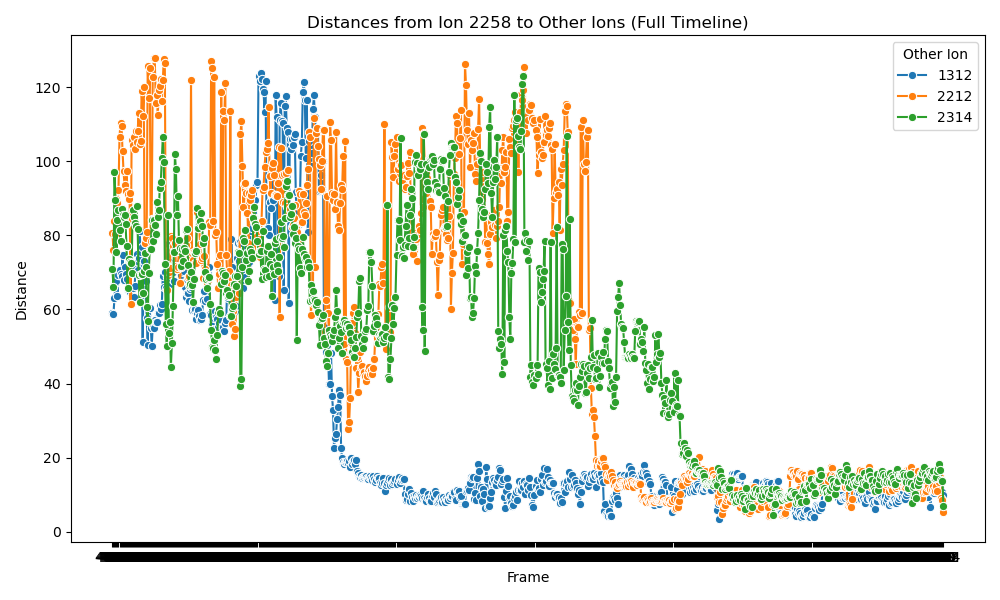 Distances from Ion 2258 to Other Ions (Full Timeline)
Other Ion
1312
2212
2314
Distance
120
100
80
60
40
20
0
Frame